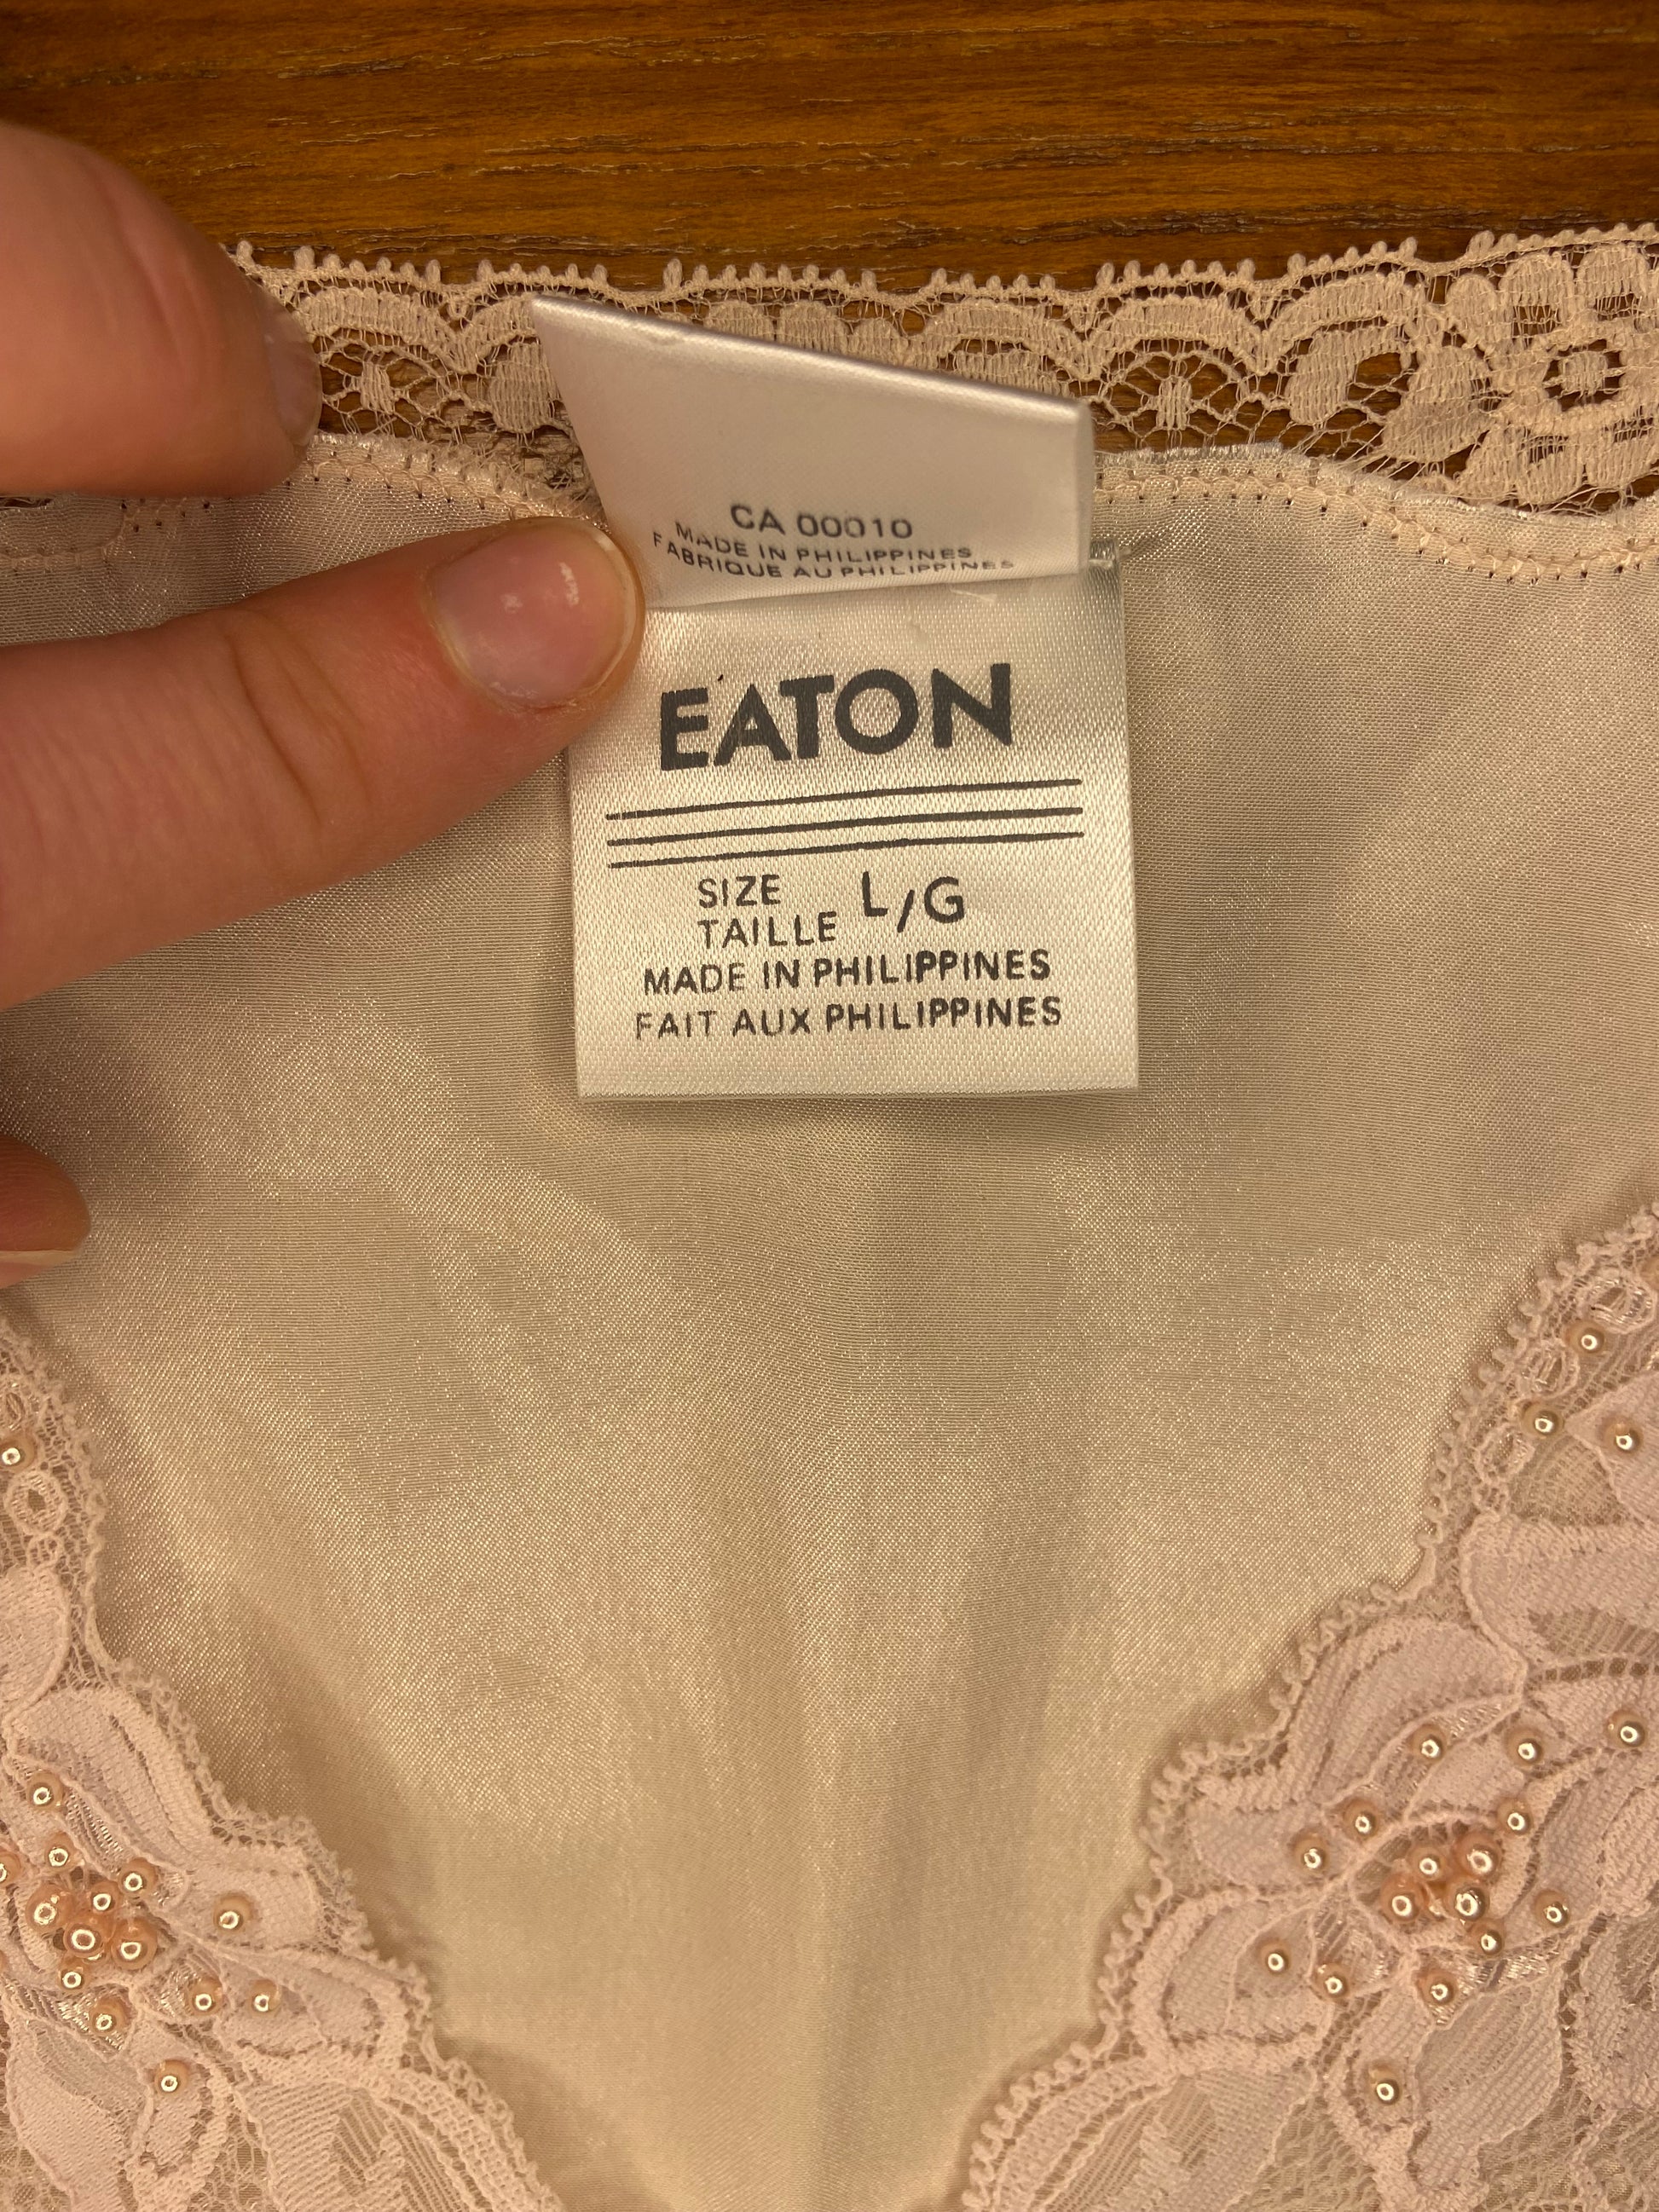 CA 00010
MADE IN PHILIPPINES
FABRIQUE AU PHILIPPINES
EATON
SIZE L/G
TAILLE
MADE IN PHILIPPINES
FAIT AUX PHILIPPINES